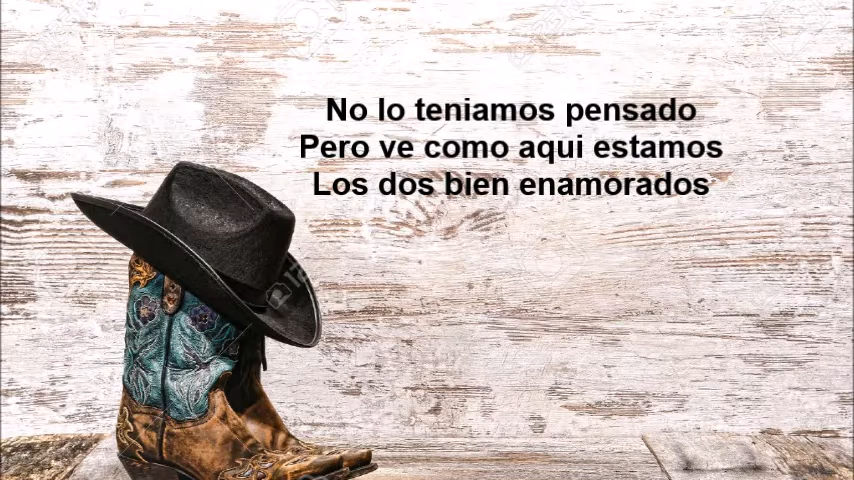 No lo teniamos pensado
Pero ve como aqui estamos
Los dos bien enamorados